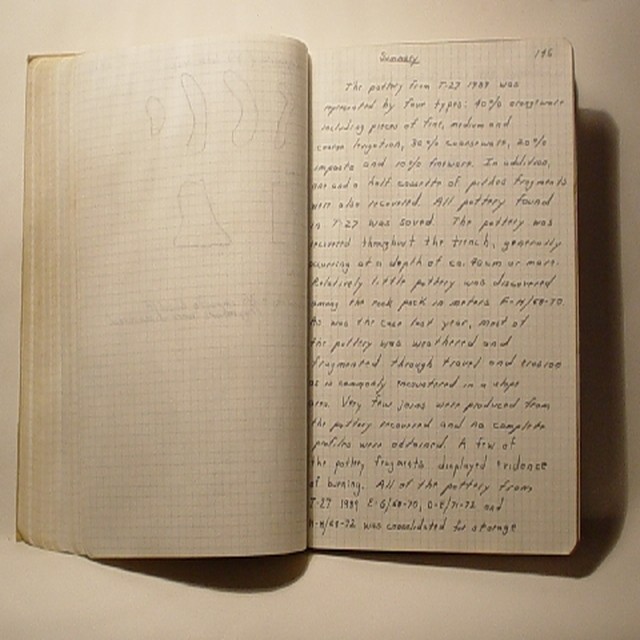 Summary 146
The pottery from T-27 1989 was
represented by four types: 40% orangeware
including pieces of fine, medium and
coarse irrigation, 30% coarseware, 20%
impasto and 10% fineware. In addition,
one and a half cassette of pithos fragments
were also recovered. All pottery found
in T-27 was saved. The pottery was
recovered throughout the trench, generally
occurring at a depth of ca. 40cm or more.
Relatively little pottery was discovered
among the rock pack in meters F-H/69-70.
As was the case last year, most of
the pottery was weathered and
fragmented through travel and erosion
as is commonly encountered in a slope
area. Very few joins were produced from
the pottery recovered and no complete
profiles were obtained. A few of
the pottery fragments displayed evidence
of burning. All of the pottery from
T-27 1989 E-G/68-70, D-E/71-72 and
H/69-72 was consolidated for storage